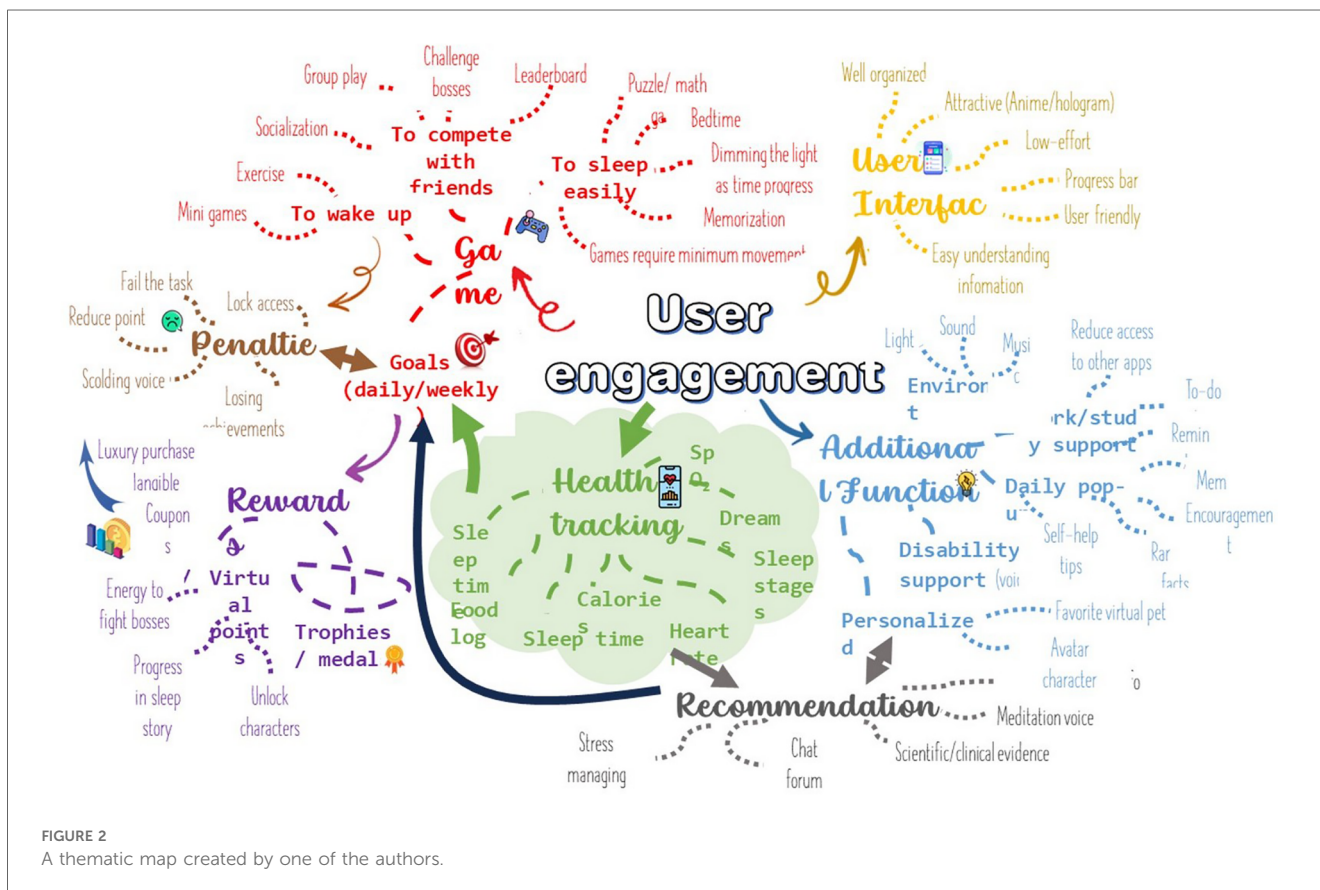 Group play
Challenge
bosses
Leaderboard
Socialization
To compete
with
friends
Exercise
Mini games
To wake up
Puzzle/ math
ga
Bedtime
To sleep
easily
Dimming the light
as time progress
Memorization
Games require minimum movement
Ga
me
Well organized
Attractive (Anime/hologram)
Low-effort
User
Interfac
Progress bar
User friendly
Easy understanding
infomation
Fail the task
Lock access
Reduce point
Penaltie
Scolding voice
Losing
Goals
(daily/weekly
)
User
engagement
Light
Sound
Musi
c
Environ
t
Reduce access
to other apps
rk/stud
y support
To-do
Remin
Additiona
l Function
Daily pop-
u
Mem
Encouragemen
t
Rar
facts
Self-help
tips
Disability
support
Personalize
d
Favorite virtual pet
Avatar
character
Luxury purchase
Coupon
s
Reward
s
Virtu
al
point
s
Energy to
fight bosses
Trophies
/ medal
Progress
in sleep
story
Unlock
characters
Health
tracking
Sp
O₂
Dream
s
Sleep
stage
s
Sle
ep
tim
e
Food
log
Calorie
s
Sleep time
Heart
Recommendation
Stress
managing
Chat
forum
Scientific/clinical evidence
Meditation voice
FIGURE 2
A thematic map created by one of the authors.